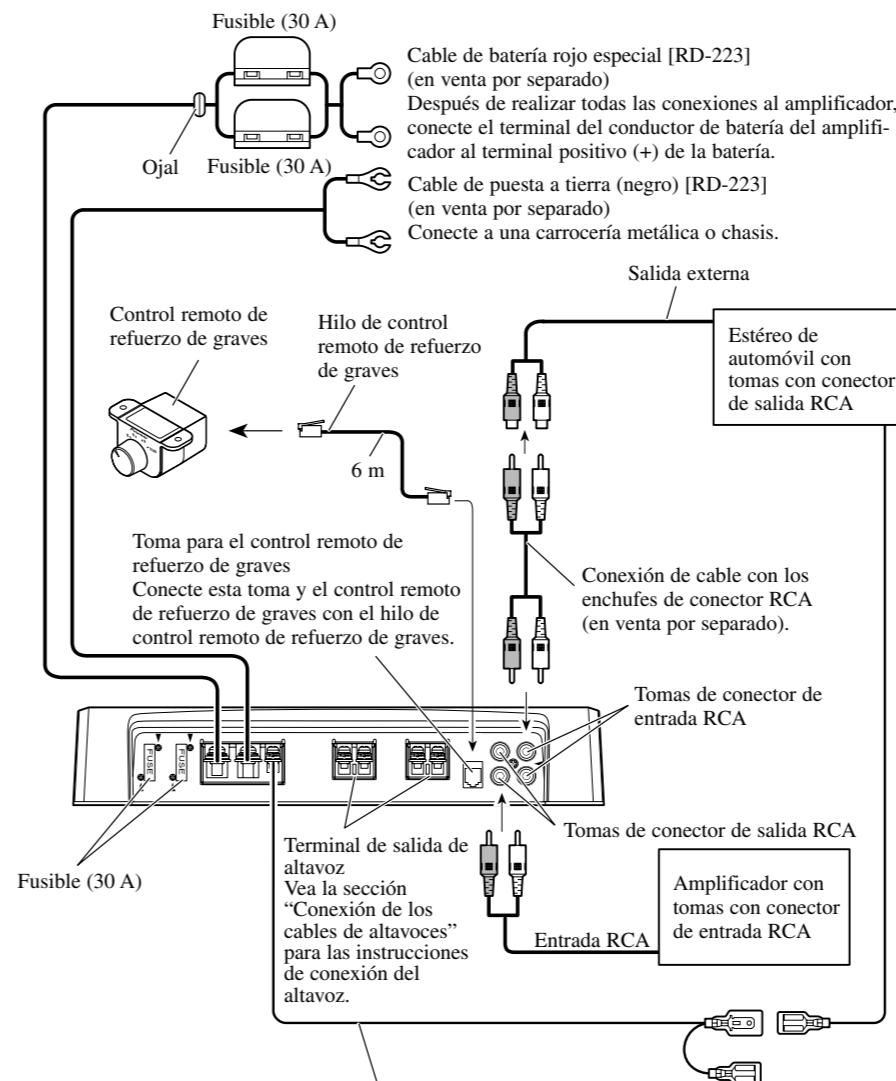 Fusible (30 A)
Cable de batería rojo especial [RD-223]
(en venta por separado)
Después de realizar todas las conexiones al amplificador,
conecte el terminal del conductor de batería del amplifi-
cador al terminal positivo (+) de la batería.
Ojal
Fusible (30 A)
Cable de puesta a tierra (negro) [RD-223]
(en venta por separado)
Conecte a una carrocería metálica o chasis.
Salida externa
Control remoto de
refuerzo de graves
Hilo de control
remoto de refuerzo
de graves
Estéreo de
automóvil con
tomas con conector
de salida RCA
6 m
Toma para el control remoto de
refuerzo de graves
Conecte esta toma y el control remoto
de refuerzo de graves con el hilo de
control remoto de refuerzo de graves.
Conexión de cable con los
enchufes de conector RCA
(en venta por separado).
Tomas de conector de
entrada RCA
FUSE
FUSE
Tomas de conector de salida RCA
Terminal de salida de
altavoz
Vea la sección
“Conexión de los
cables de altavoces”
para las instrucciones
de conexión del
altavoz.
Fusible (30 A)
Amplificador con
tomas con conector
de entrada RCA
Entrada RCA